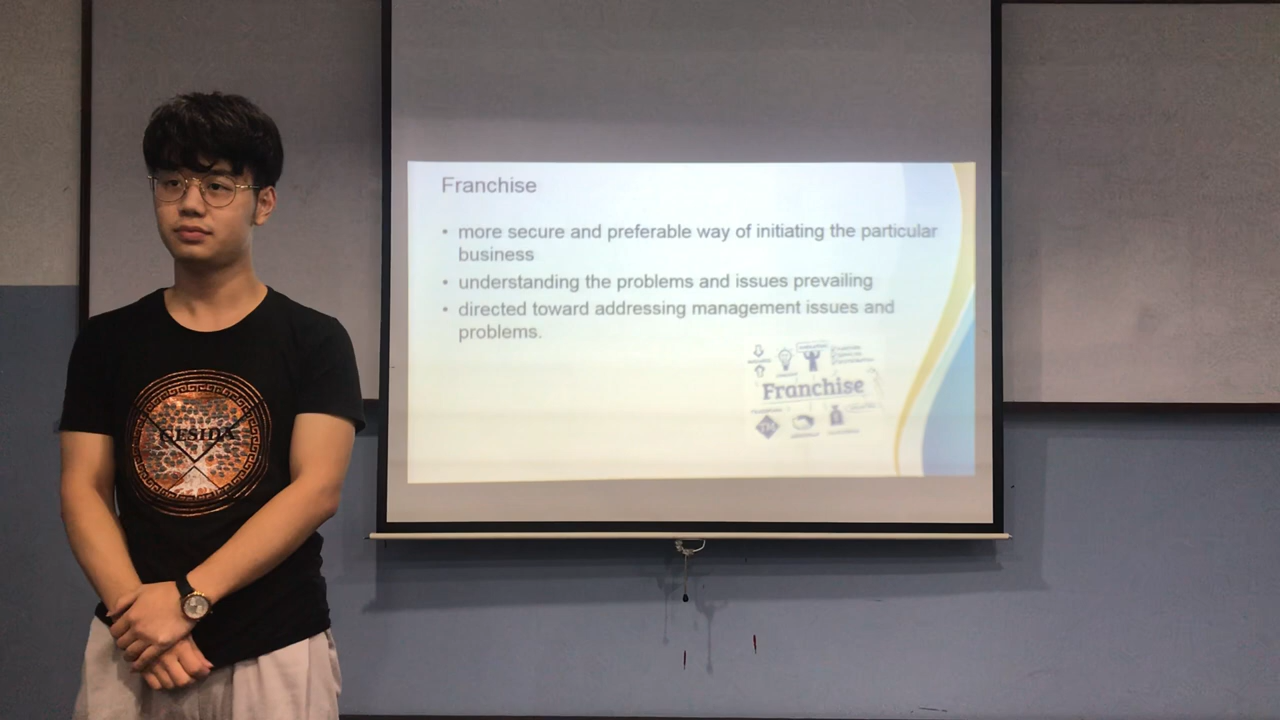 Franchise
• more secure and preferable way of initiating the particular
business
• understanding the problems and issues prevailing
• directed toward addressing management issues and
problems.
Franchise